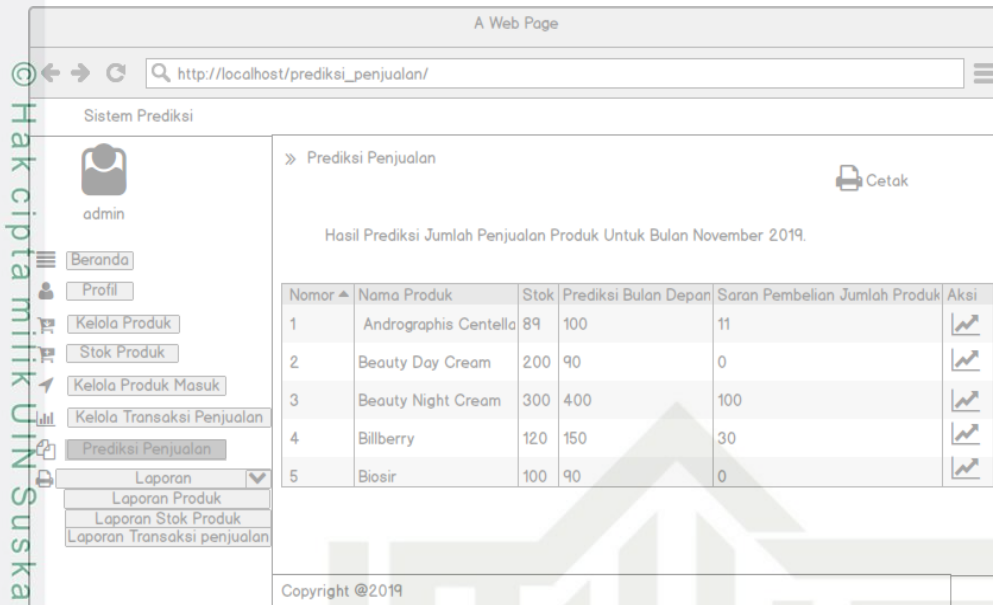 A Web Page
http://localhost/prediksi_penjualan/
Sistem Prediksi
admin
Beranda
Profil
Kelola Produk
Stok Produk
Kelola Produk Masuk
Kelola Transaksi Penjualan
Prediksi Penjualan
Laporan
Laporan Produk
Laporan Stok Produk
Laporan Transaksi penjualan
» Prediksi Penjualan
Cetak
Hasil Prediksi Jumlah Penjualan Produk Untuk Bulan November 2019.
Nomor Nama Produk Stok Prediksi Bulan Depan Saran Pembelian Jumlah Produk Aksi
1 Andrographis Centella 89 100 11
2 Beauty Day Cream 200 90 0
3 Beauty Night Cream 300 400 100
4 Billberry 120 150 30
5 Biosir 100 90 0
Copyright @2019
© Hak cipta milik UIN Suska